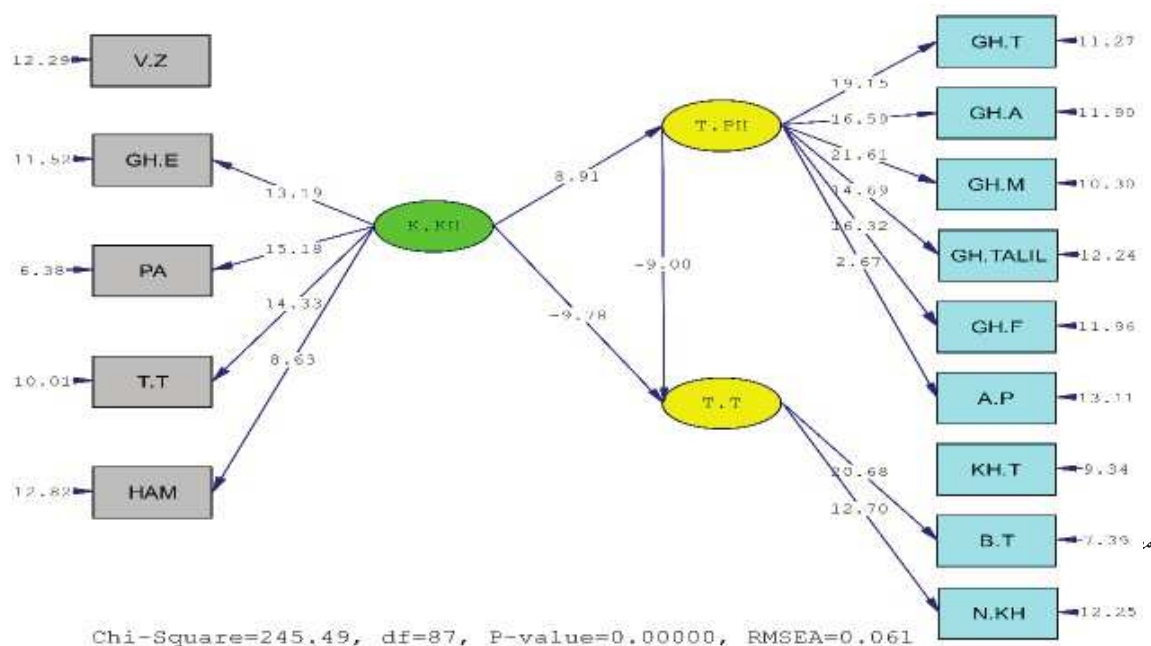 12.29
V.Z
11.52
GH.E
6.38
PA
10.01
T.T
12.82
HAM
13.19
15.18
14.33
8.63
K.KH
8.91
-9.78
T.PH
-9.00
T.T
19.15
16.59
21.61
14.69
16.32
2.67
20.68
12.70
GH.T
11.27
GH.A
11.90
GH.M
10.30
GH.TALIL
12.24
GH.F
11.96
A.P
13.11
KH.T
9.34
B.T
7.39
N.KH
12.25
Chi-Square=245.49, df=87, P-value=0.00000, RMSEA=0.061